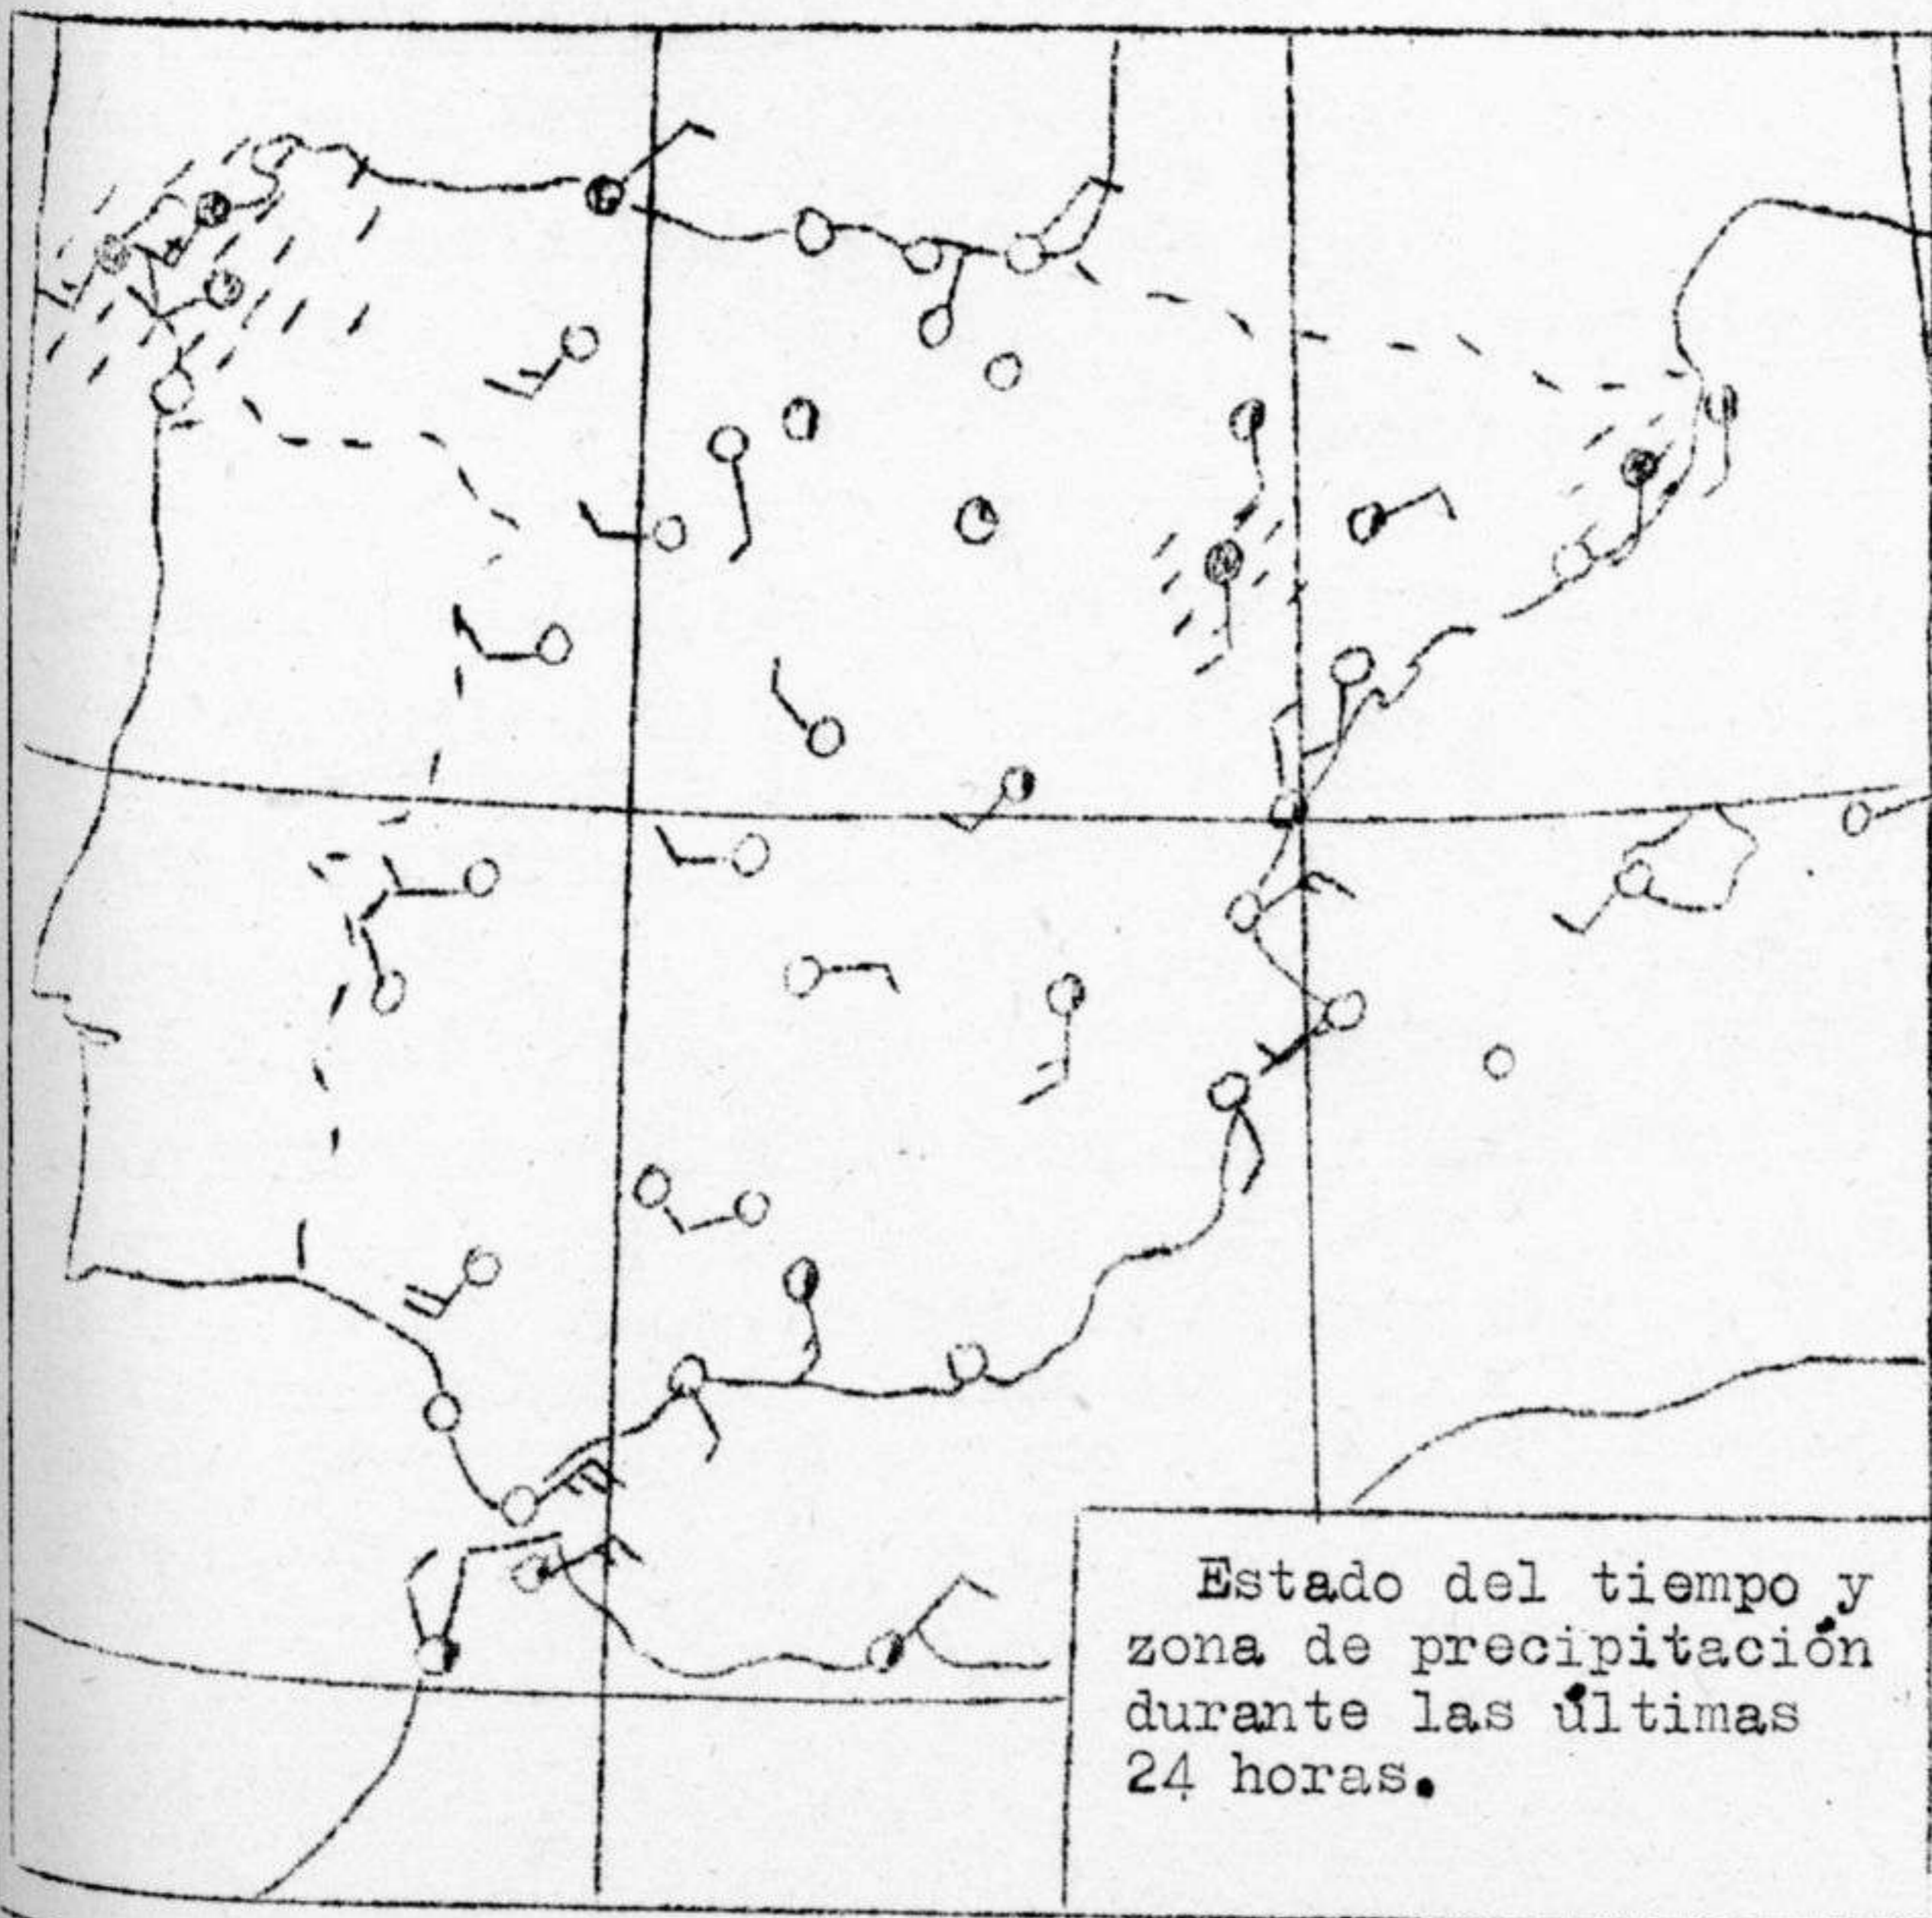 Estado del tiempo y
zona de precipitación
durante las últimas
24 horas.